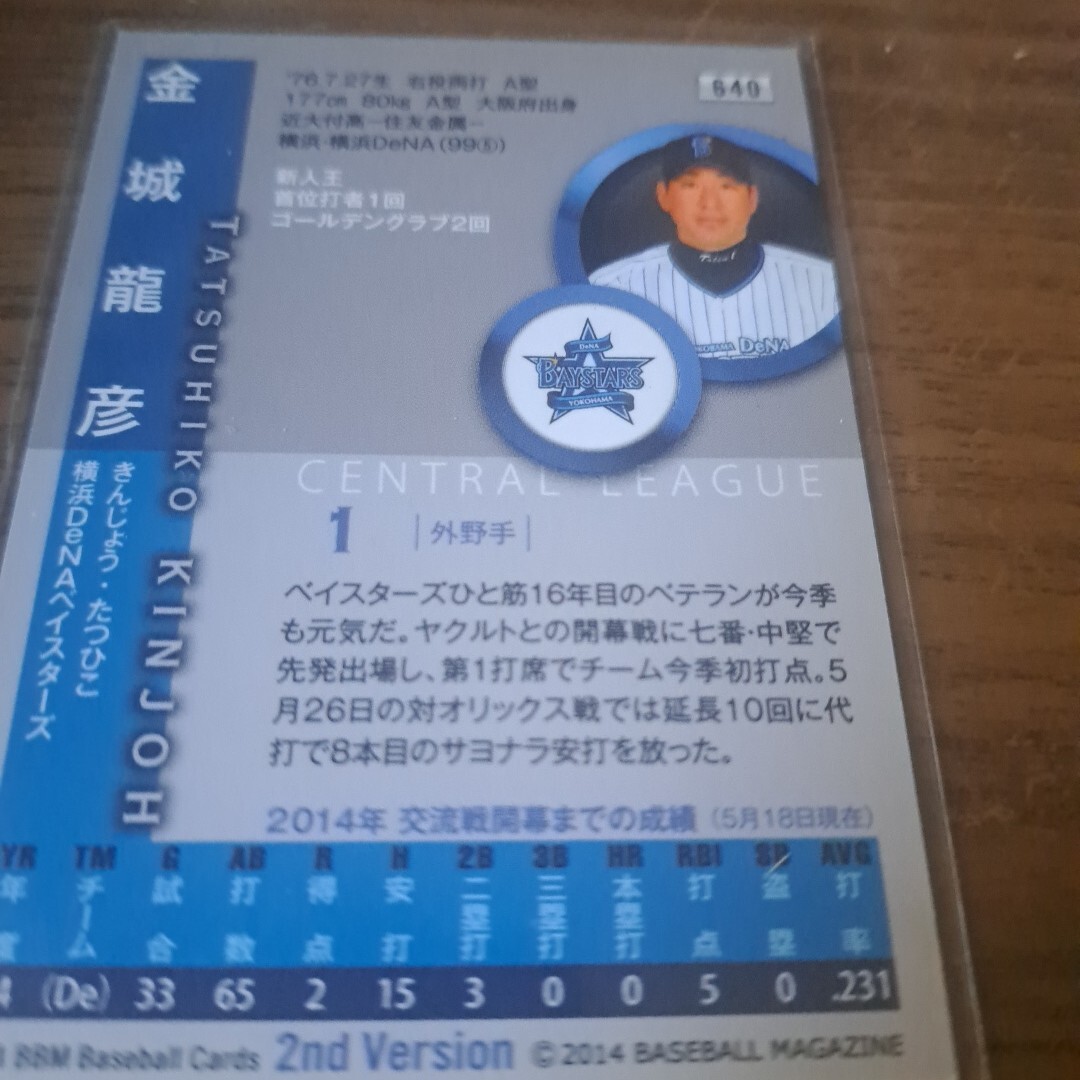 金城龍彦
TATSUHIKO KINJOH
きんじょう・たつひこ
横浜DeNAベイスターズ
'76.7.27生 右投両打 A型
177cm 80kg A型 大阪府出身
近大付高ー住友金属ー
横浜・横浜DeNA(99⑤)
新人王
首位打者1回
ゴールデングラブ2回
640
YOKOHAMA DeNA
DeNA
BAYSTARS
YOKOHAMA
CENTRAL LEAGUE
1 |外野手|
ベイスターズひと筋16年目のベテランが今季
も元気だ。ヤクルトとの開幕戦に七番・中堅で
先発出場し、第1打席でチーム今季初打点。5
月26日の対オリックス戦では延長10回に代
打で8本目のサヨナラ安打を放った。
2014年 交流戦開幕までの成績 (5月18日現在)
YR TM G AB R H 2B 3B HR RBI SB AVG
年度 チーム 試合 打数 得点 安打 二塁打 三塁打 本塁打 打点 盗塁 打率
(De) 33 65 2 15 3 0 0 5 0 .231
BBM Baseball Cards 2nd Version ©2014 BASEBALL MAGAZINE